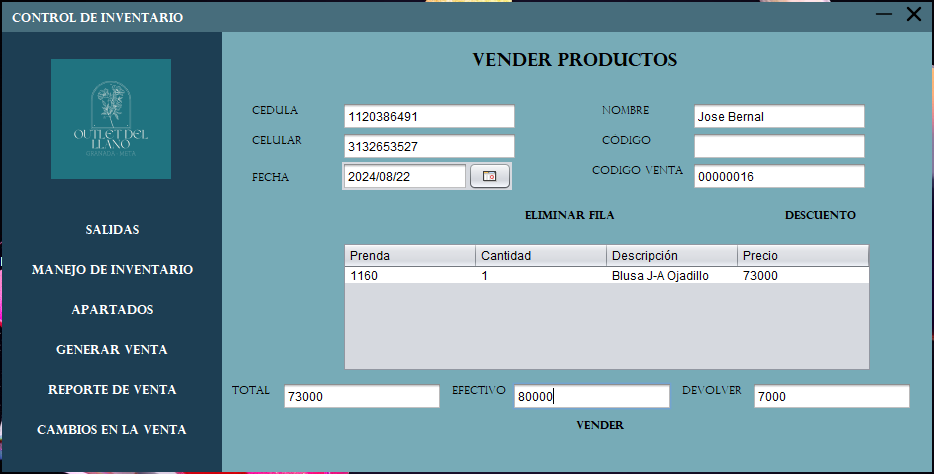 CONTROL DE INVENTARIO
OUTLET DEL
LLANO
GRANADA, META
SALIDAS
MANEJO DE INVENTARIO
APARTADOS
GENERAR VENTA
REPORTE DE VENTA
CAMBIOS EN LA VENTA
VENDER PRODUCTOS
CEDULA 1120386491 NOMBRE Jose Bernal
CELULAR 3132653527 CODIGO
FECHA 2024/08/22 CODIGO VENTA 00000016
ELIMINAR FILA DESCUENTO
Prenda Cantidad Descripción Precio
1160 1 Blusa J-A Ojadillo 73000
TOTAL 73000 EFECTIVO 80000 DEVOLVER 7000
VENDER